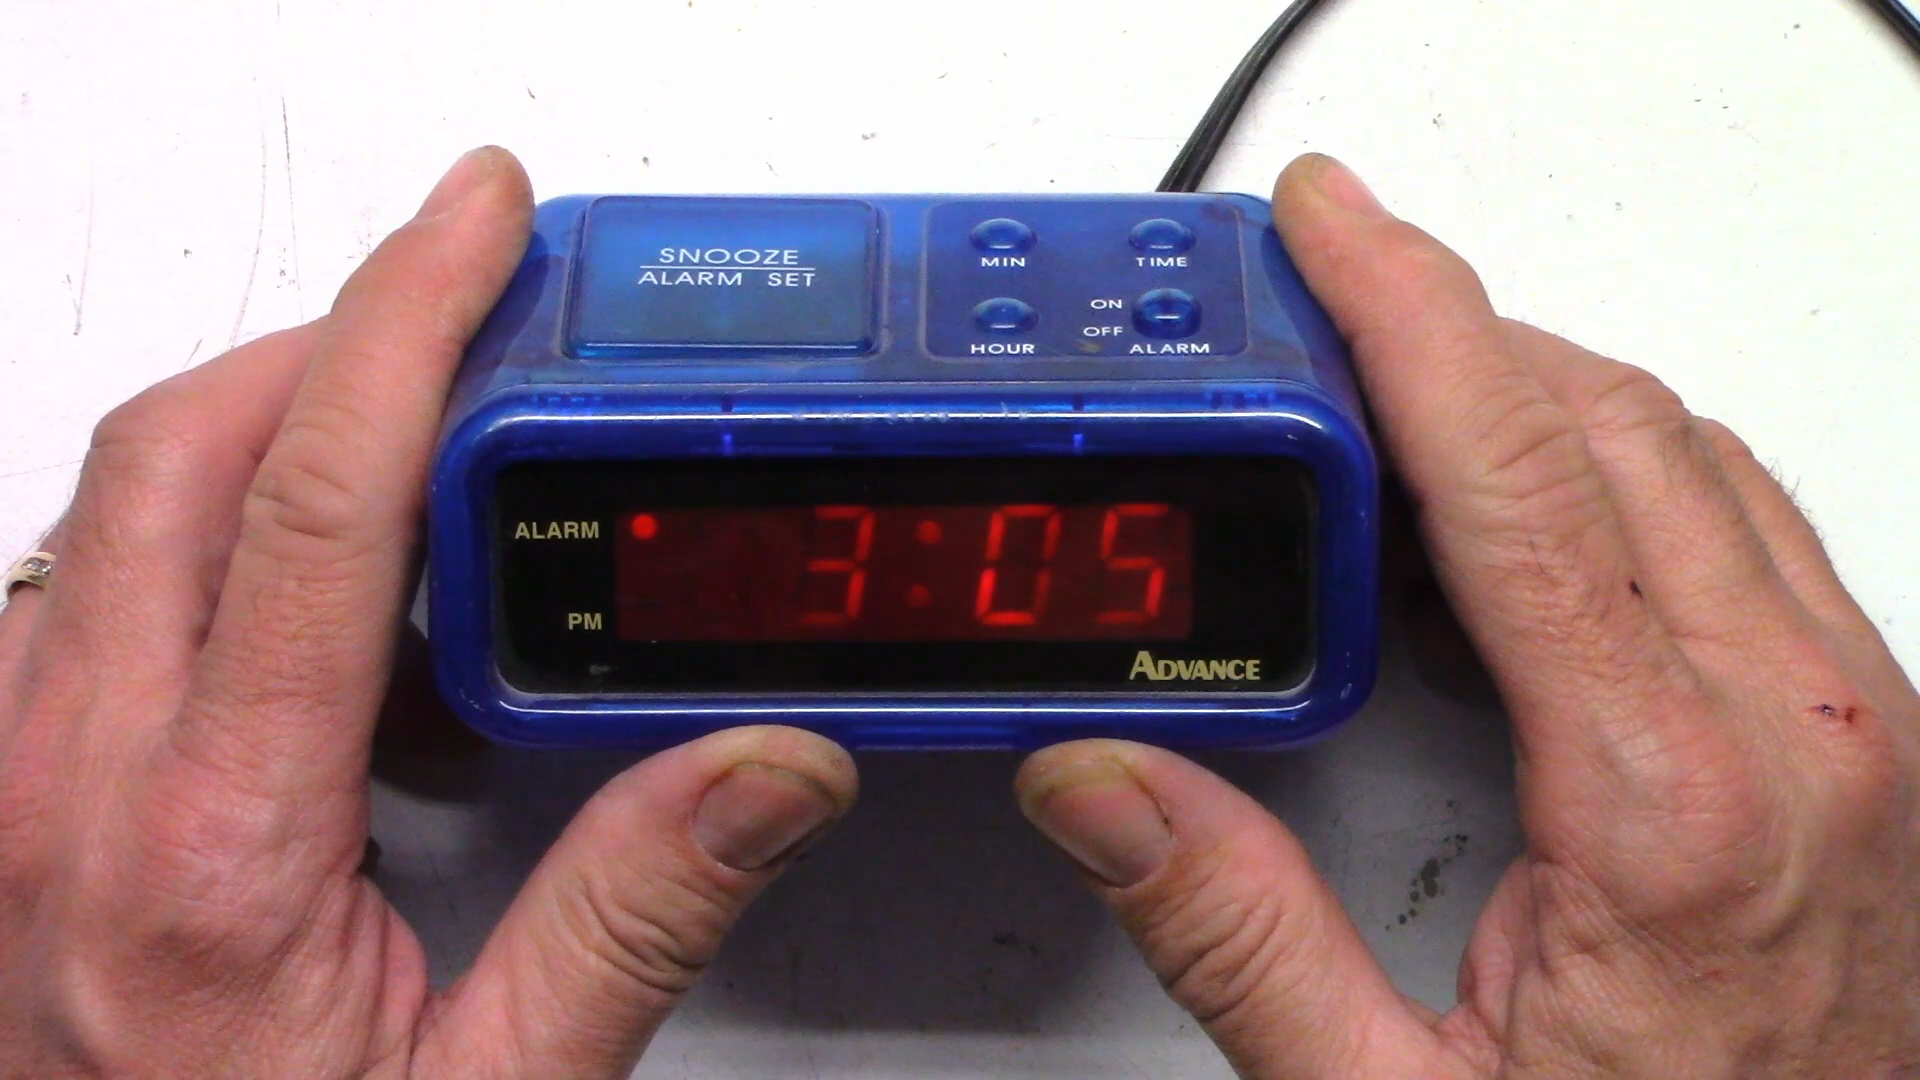 SNOOZE
ALARM SET
MIN
TIME
ON
OFF
HOUR
ALARM
ALARM
3:05
PM
ADVANCE